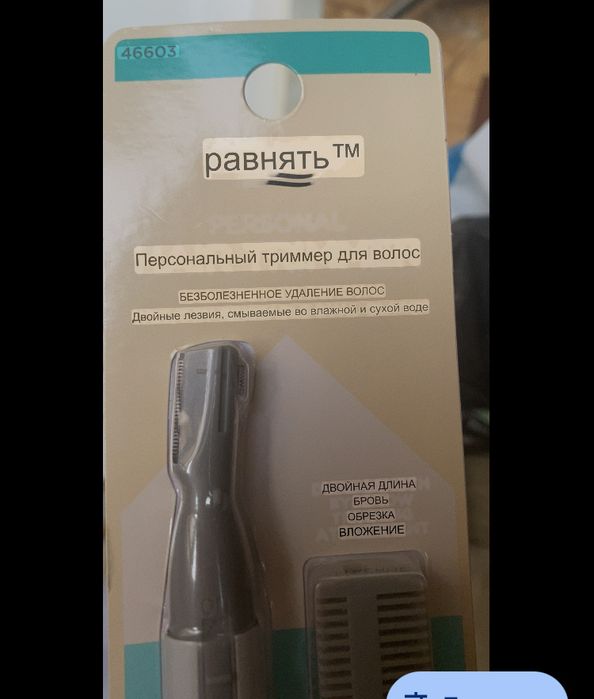 46603
равнять™
Персональный триммер для волос
БЕЗБОЛЕЗНЕННОЕ УДАЛЕНИЕ ВОЛОС
Двойные лезвия, смываемые во влажной и сухой воде
ДВОЙНАЯ ДЛИНА
БРОВЬ
ОБРЕЗКА
ВЛОЖЕНИЕ